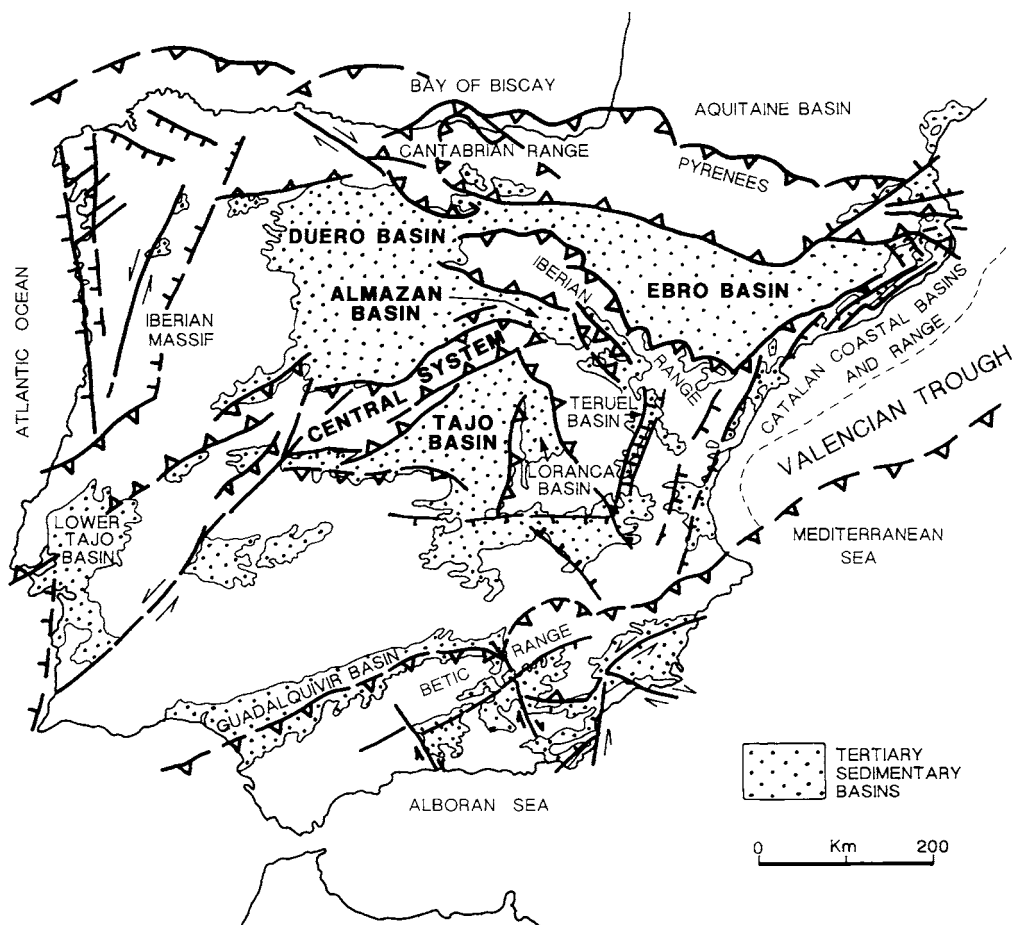 BAY OF BISCAY
AQUITAINE BASIN
CANTABRIAN RANGE
PYRENEES
DUERO BASIN
ALMAZAN
BASIN
IBERIAN
RANGE
EBRO BASIN
ATLANTIC OCEAN
IBERIAN
MASSIF
CENTRAL SYSTEM
TAJO
BASIN
TERUEL
BASIN
LORANCA
BASIN
CATALAN COASTAL BASINS
AND RANGE
VALENCIAN TROUGH
MEDITERRANEAN
SEA
LOWER
TAJO
BASIN
GUADALQUIVIR BASIN
BETIC RANGE
ALBORAN SEA
TERTIARY
SEDIMENTARY
BASINS
0 Km 200